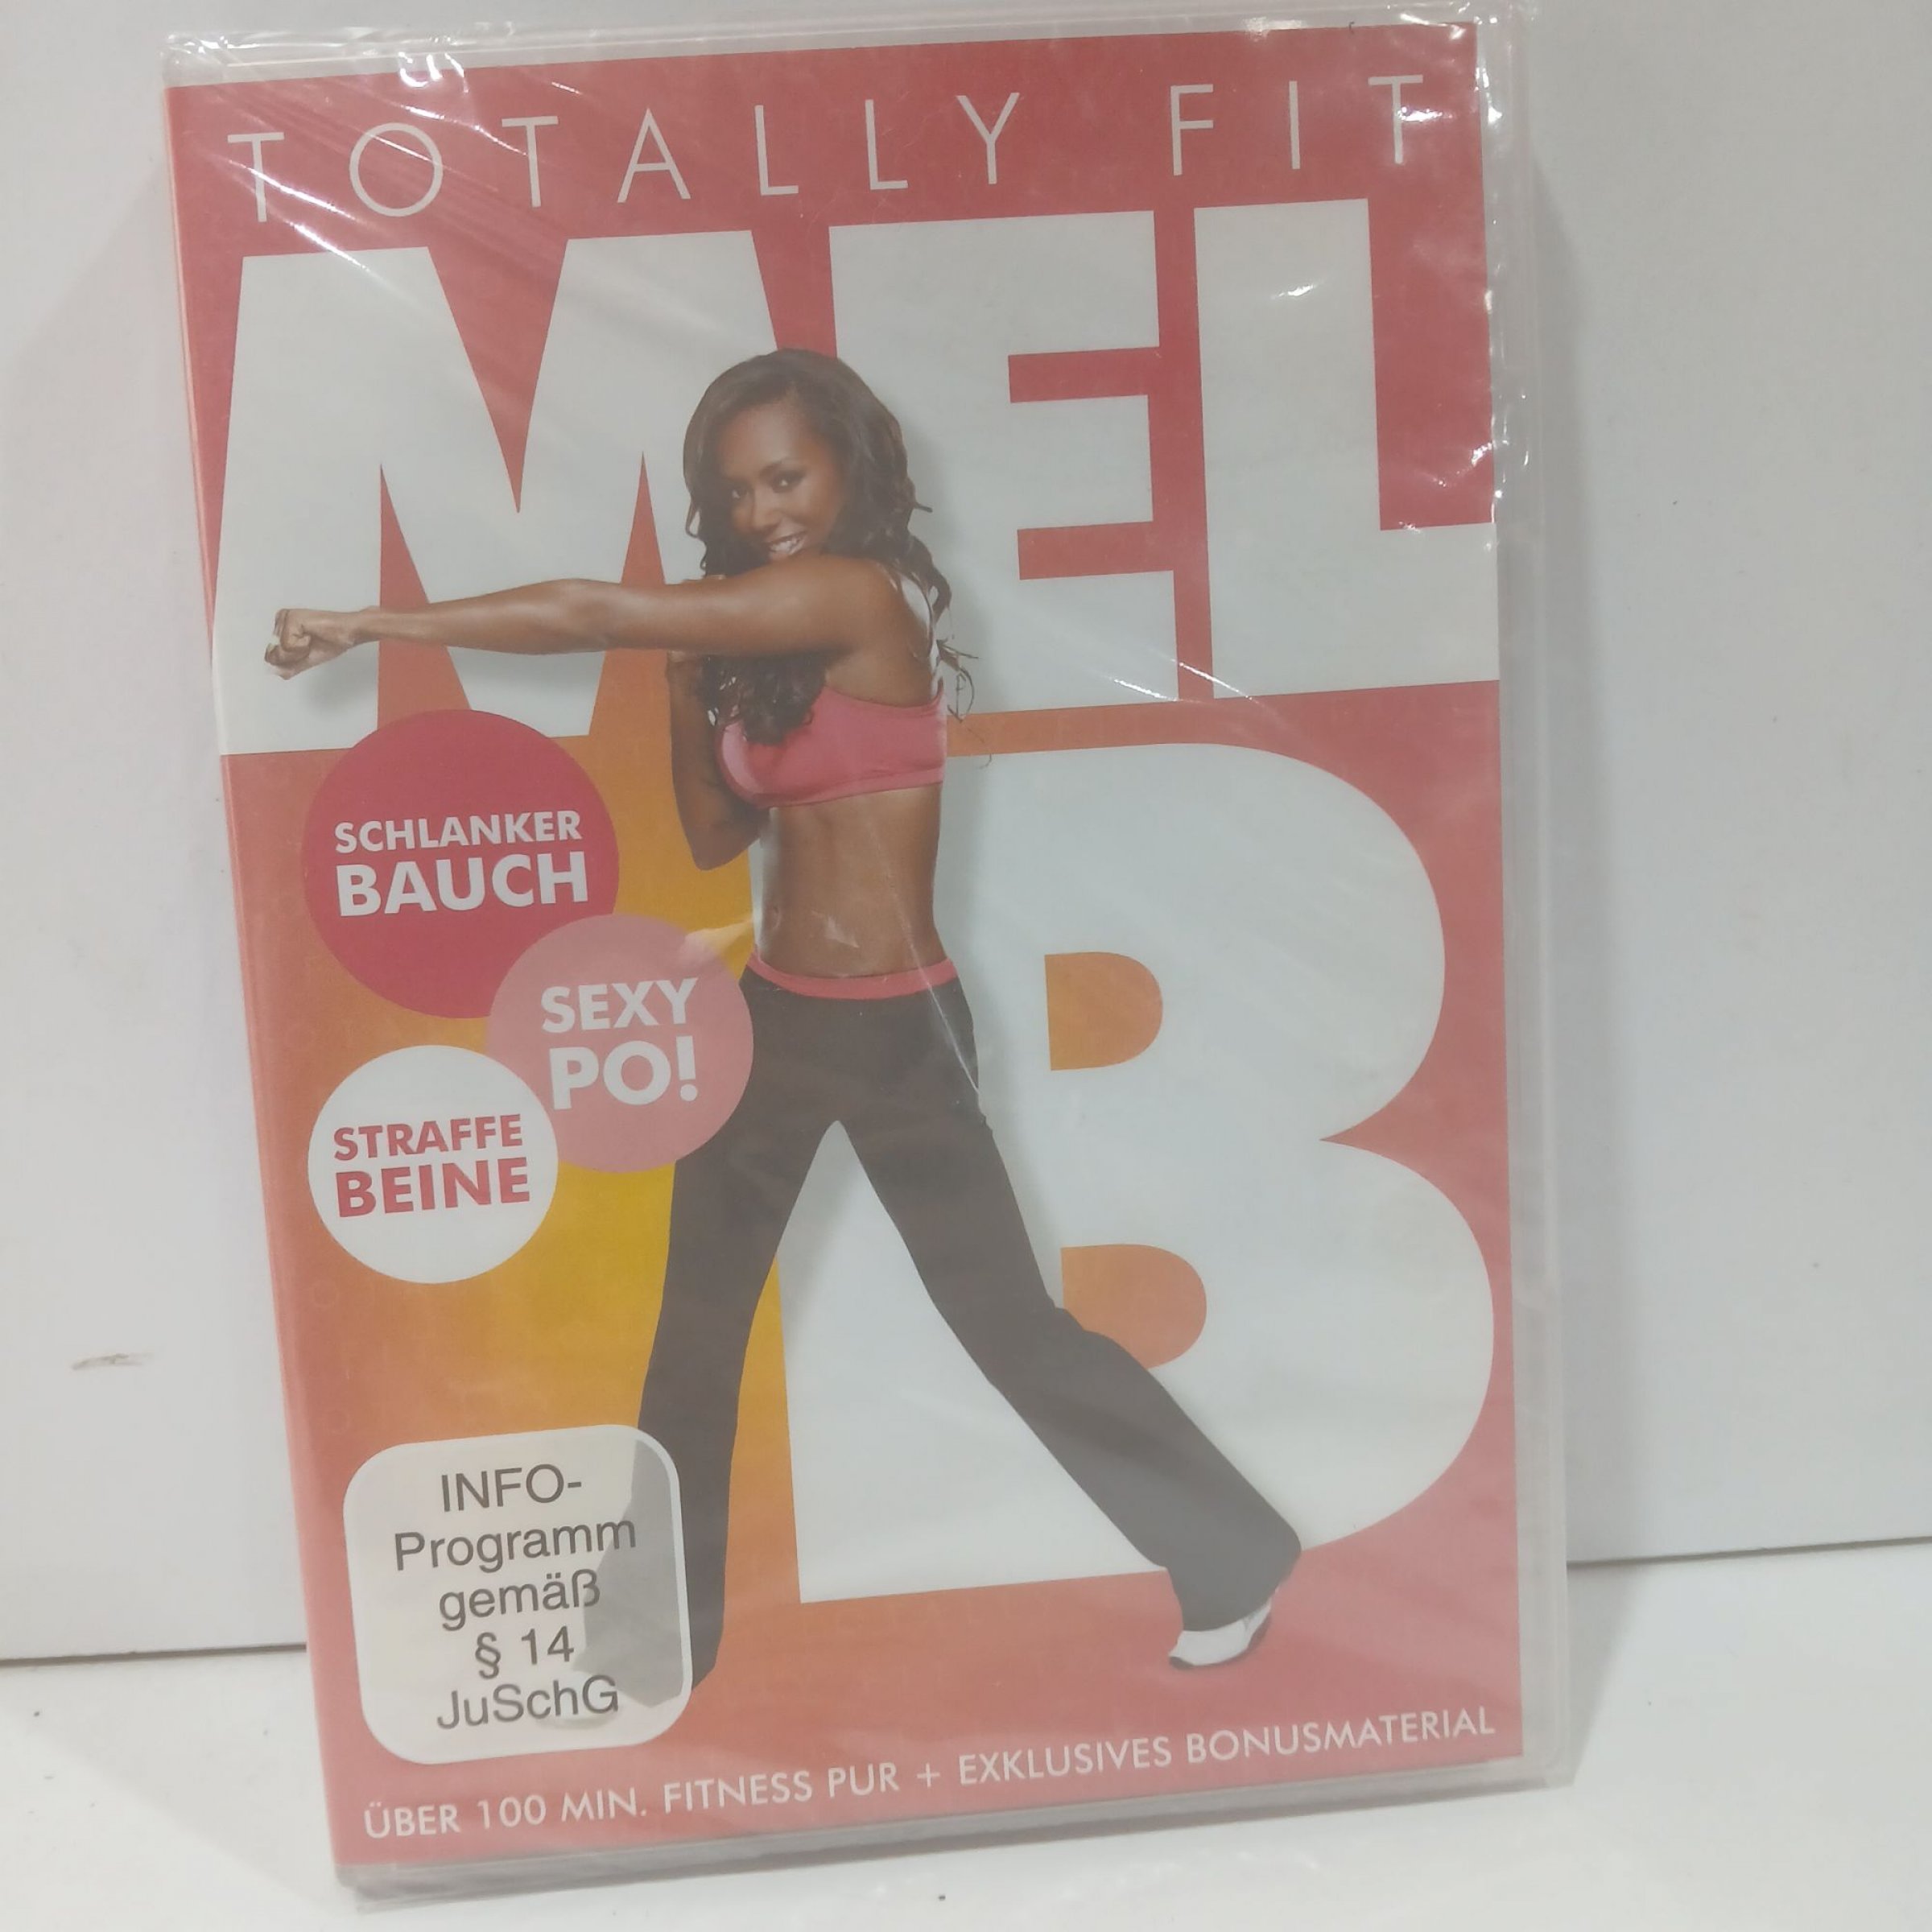 TOTALLY FIT
MEL
B
SCHLANKER
BAUCH
SEXY
PO!
STRAFFE
BEINE
INFO-
Programm
gemäß
§ 14
JuSchG
ÜBER 100 MIN. FITNESS PUR + EXKLUSIVES BONUSMATERIAL